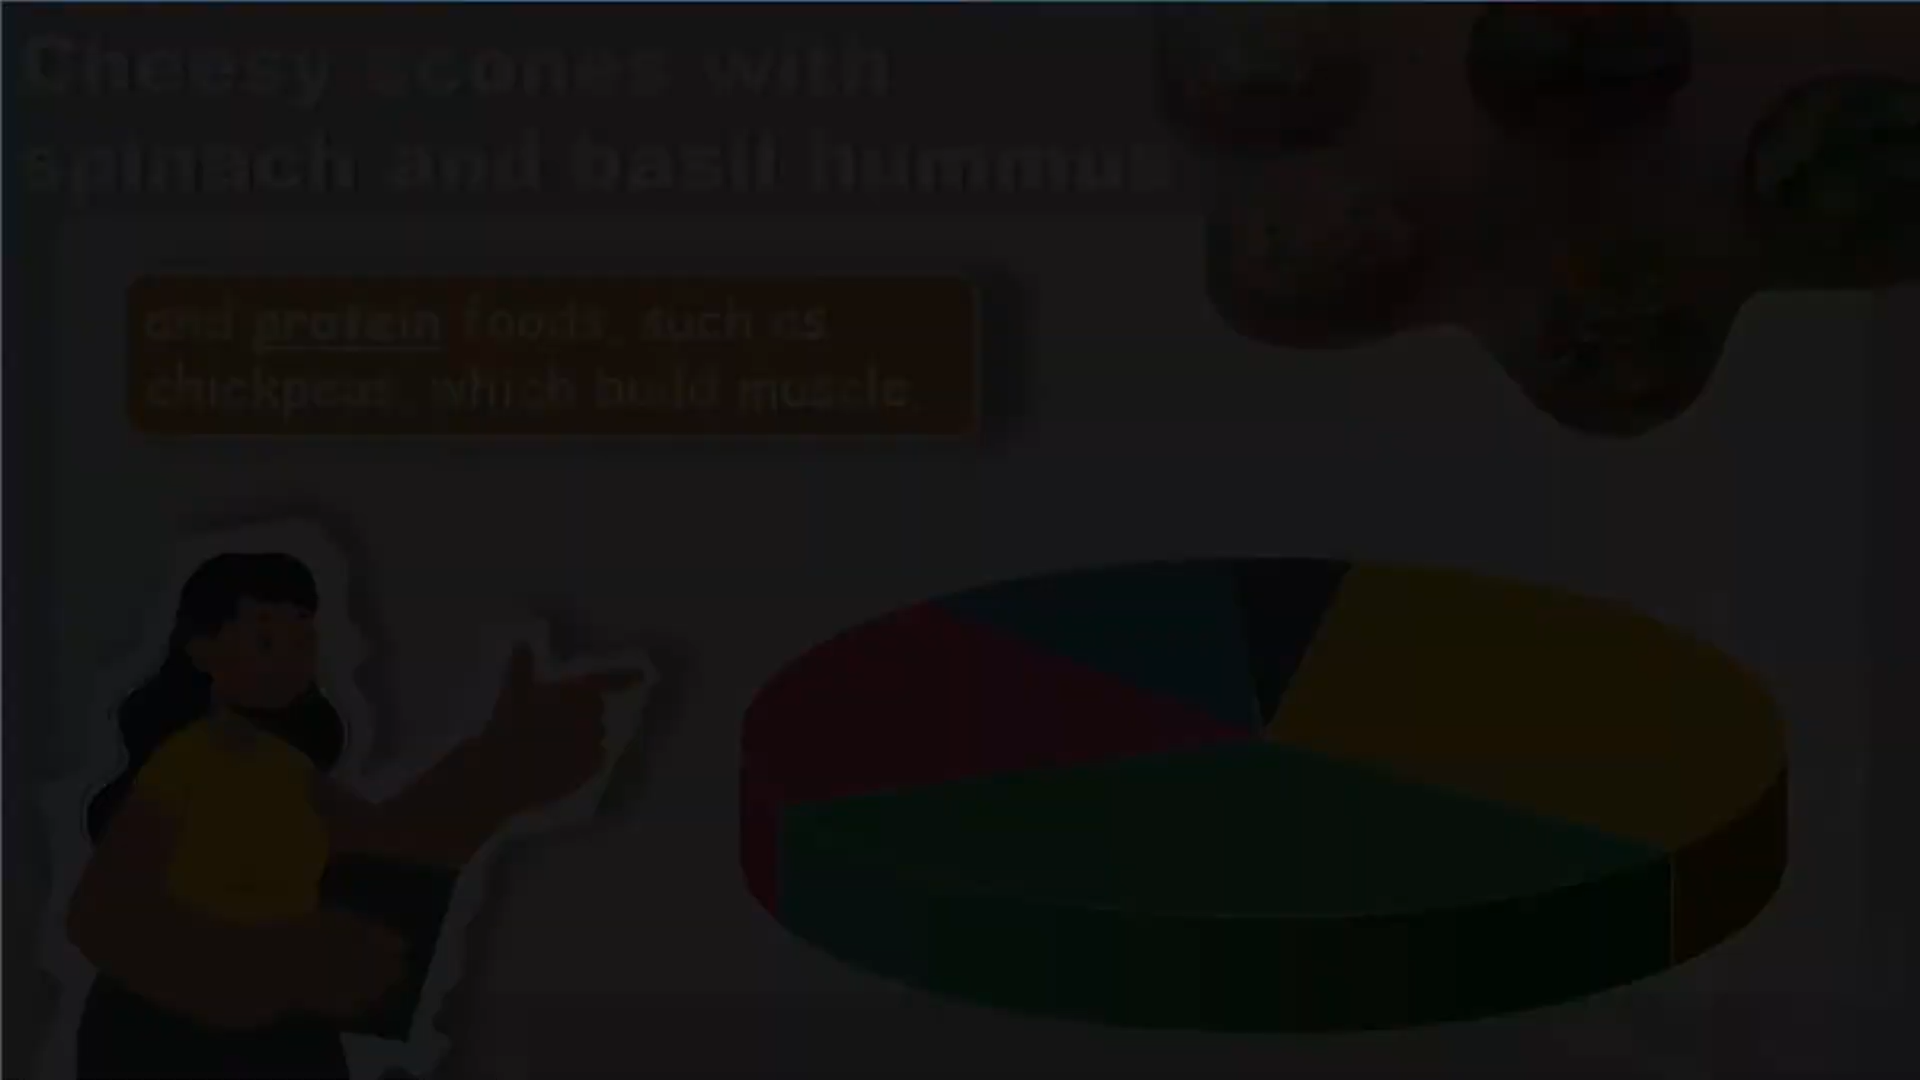 Cheesy scones with
spinach and basil hummus
and protein foods, such as
chickpeas, which build muscle.